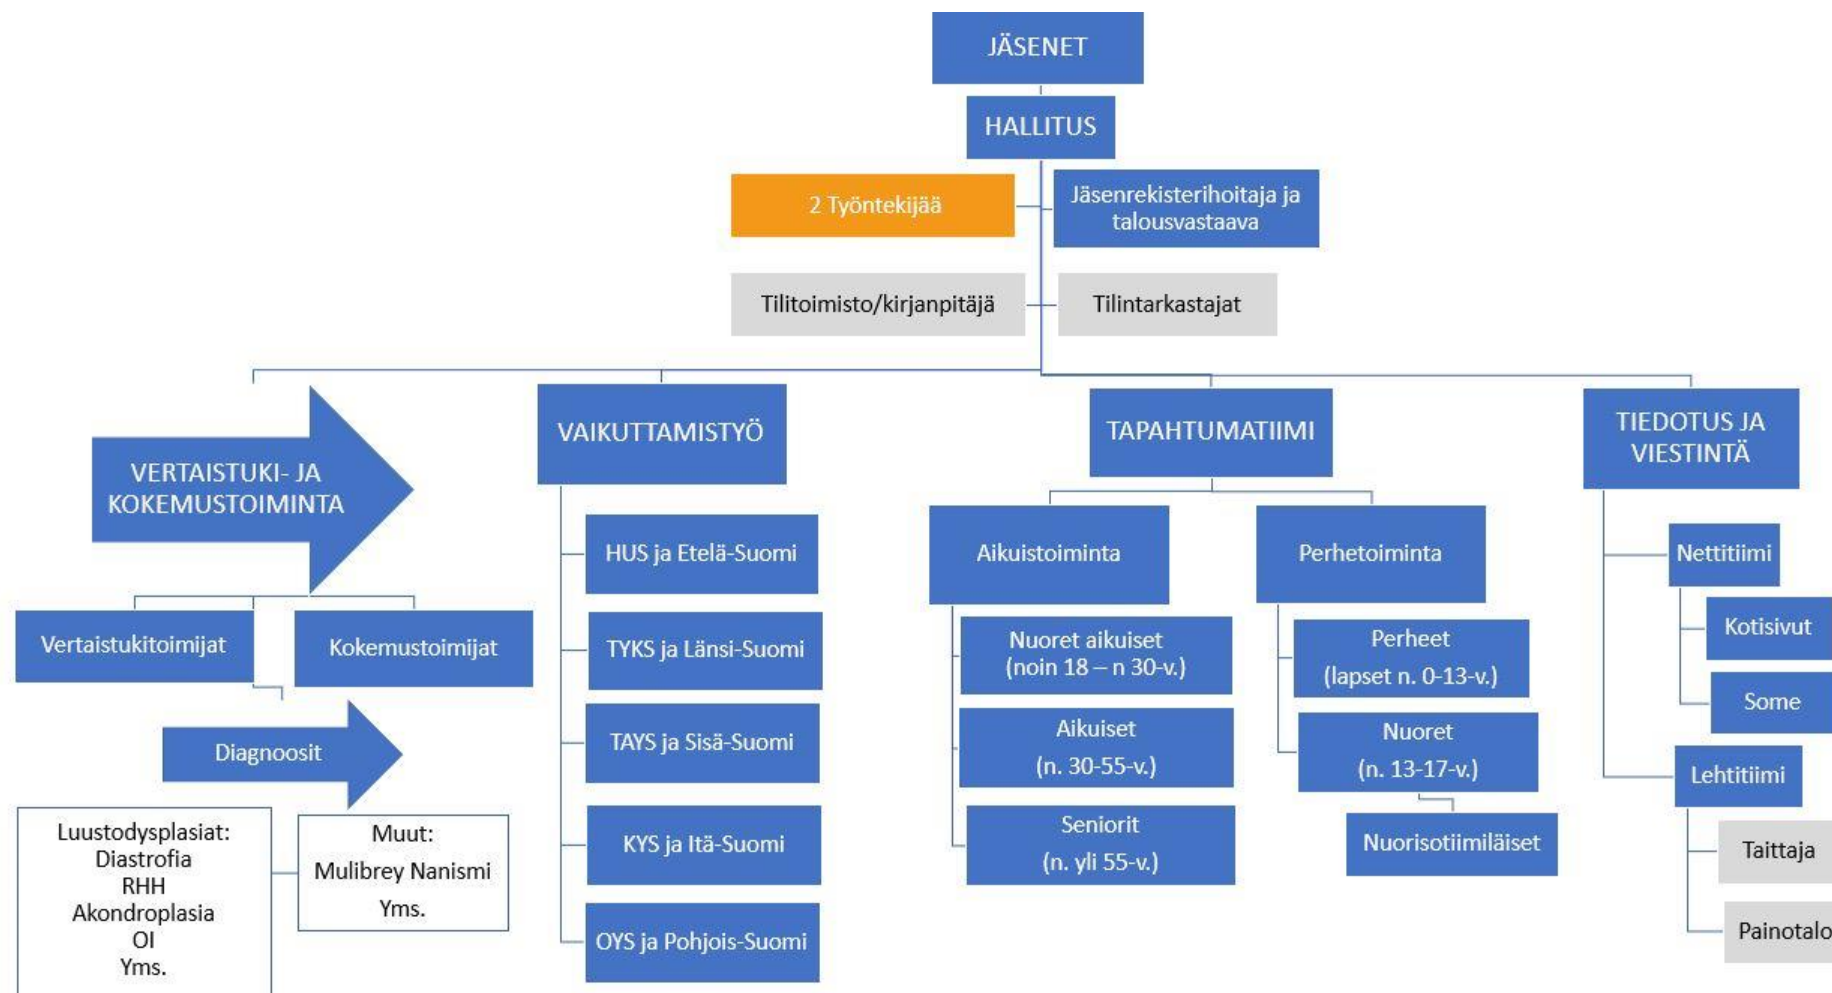 JÄSENET
HALLITUS
2 Työntekijää
Jäsenrekisterihoitaja ja
talousvastaava
Tilitoimisto/kirjanpitäjä
Tilintarkastajat
VERTAISTUKI- JA
KOKEMUSTOIMINTA
Vertaistukitoimijat
Kokemustoimijat
Diagnoosit
Luustodysplasiat:
Diastrofia
RHH
Akondroplasia
OI
Yms.
Muut:
Mulibrey Nanismi
Yms.
VAIKUTTAMISTYÖ
HUS ja Etelä-Suomi
TYKS ja Länsi-Suomi
TAYS ja Sisä-Suomi
KYS ja Itä-Suomi
OYS ja Pohjois-Suomi
TAPAHTUMATIIMI
Aikuistoiminta
Nuoret aikuiset
(noin 18 – n 30-v.)
Aikuiset
(n. 30-55-v.)
Seniorit
(n. yli 55-v.)
Perhetoiminta
Perheet
(lapset n. 0-13-v.)
Nuoret
(n. 13-17-v.)
Nuorisotiimiläiset
TIEDOTUS JA
VIESTINTÄ
Nettitiimi
Kotisivut
Some
Lehtitiimi
Taittaja
Painotalo